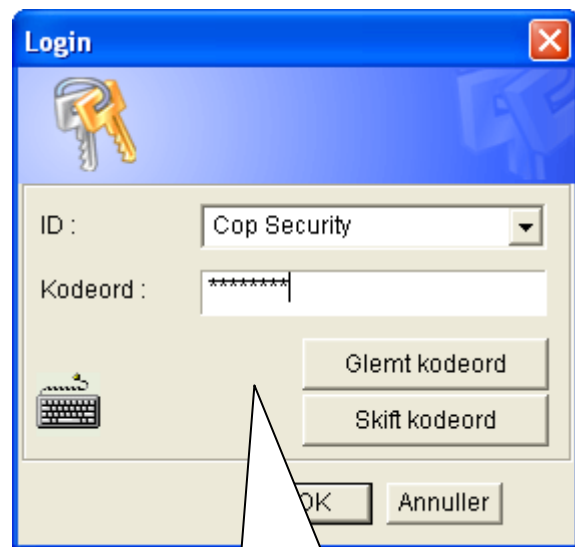 Login
ID :
Cop Security
Kodeord :
********
Glemt kodeord
Skift kodeord
OK
Annuller